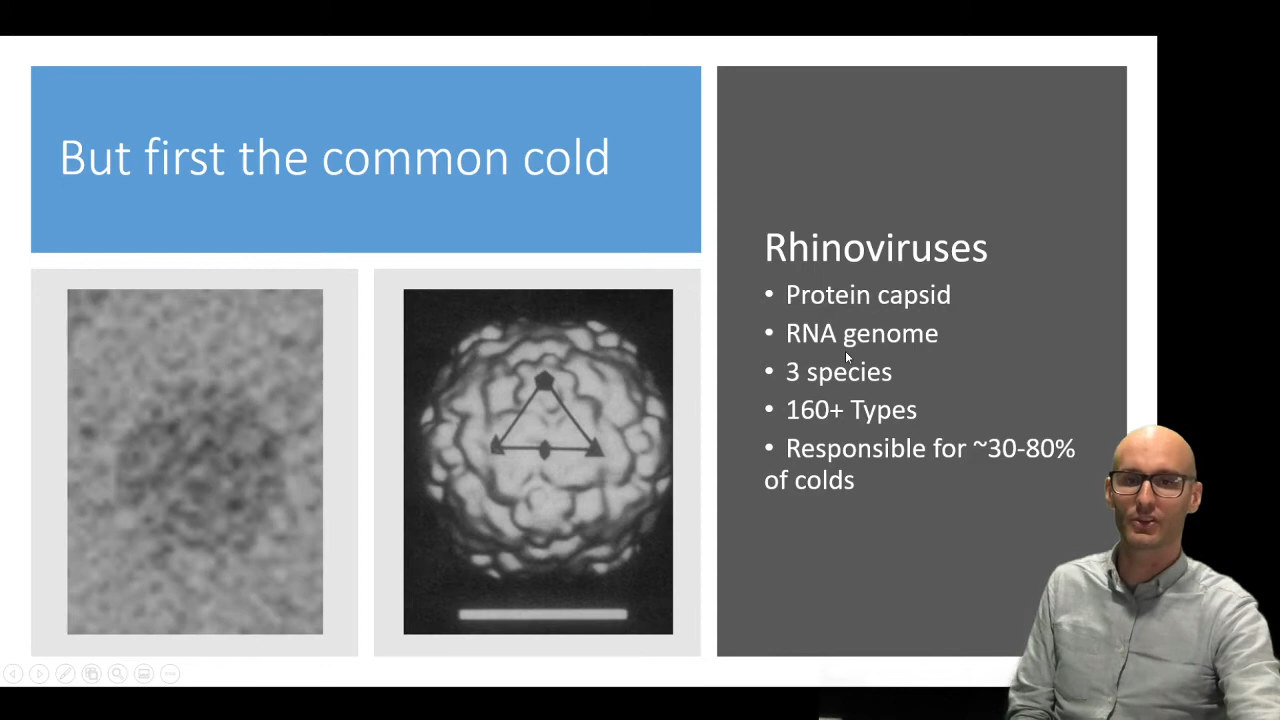 But first the common cold
Rhinoviruses
• Protein capsid
• RNA genome
• 3 species
• 160+ Types
• Responsible for ~30-80%
of colds